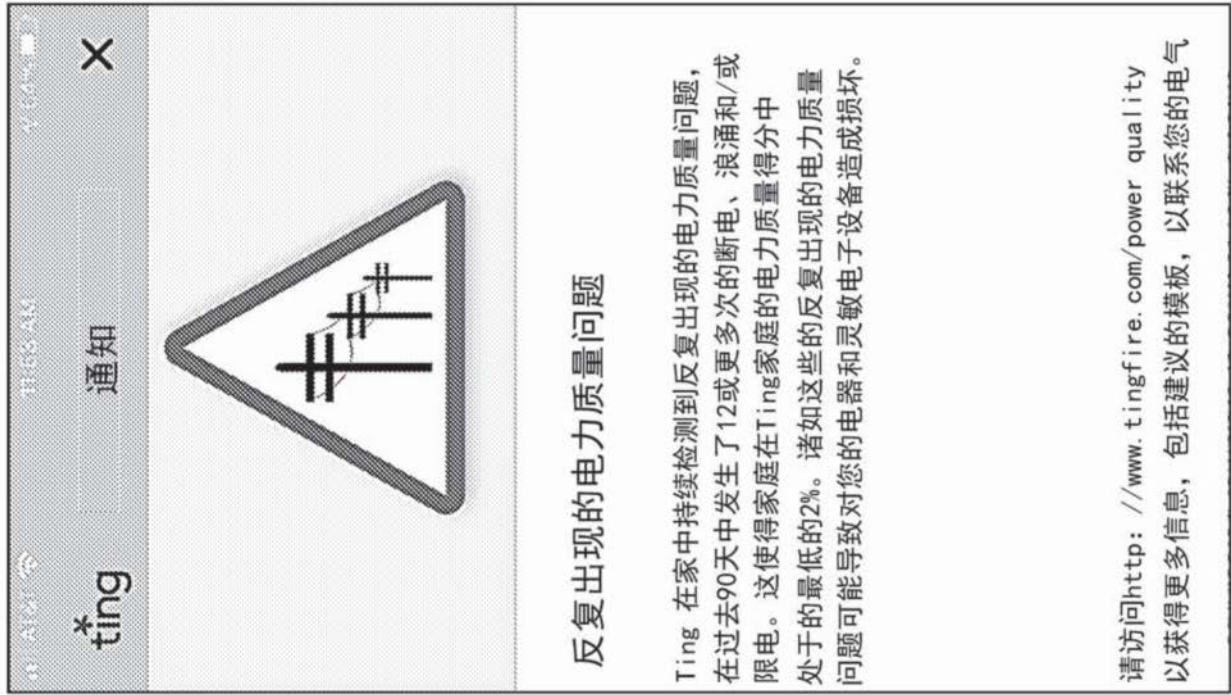 AT&T 11:53 AM 64%
ting 通知 ×
反复出现的电力质量问题
Ting 在家中持续检测到反复出现的电力质量问题，
在过去90天中发生了12或更多次的断电、浪涌和/或
限电。这使得家庭在Ting家庭的电力质量得分中
处于的最低的2%。诸如这些的反复出现的电力质量
问题可能导致对您的电器和灵敏电子设备造成损坏。
请访问http: //www.tingfire.com/power quality
以获得更多信息，包括建议的模板，以联系您的电气